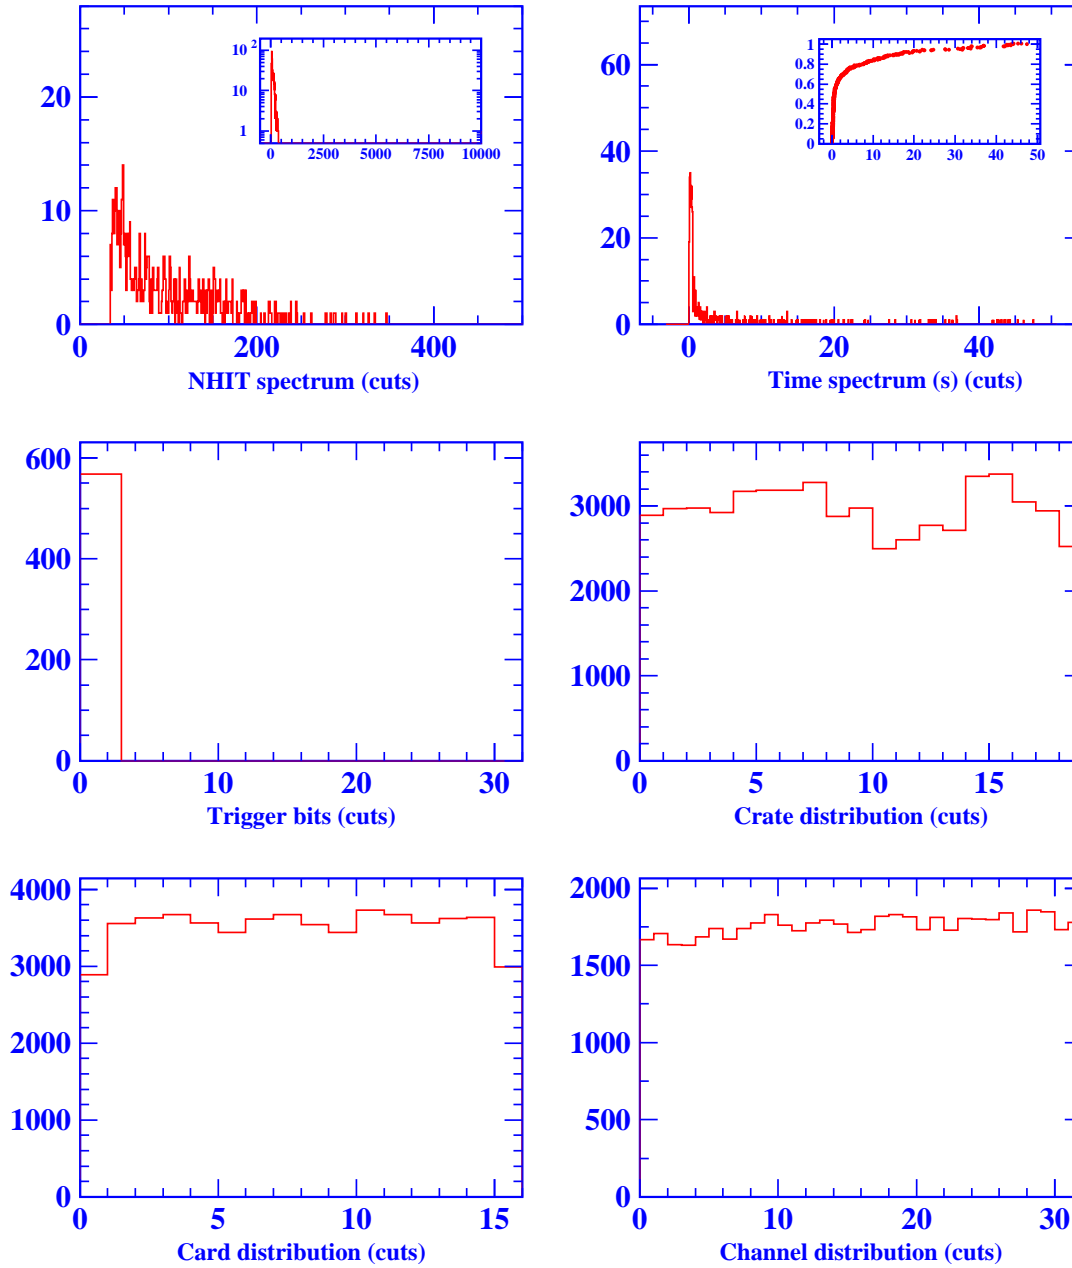 20
10
0
10 2
10
1
0 2500 5000 7500 10000
0 200 400
NHIT spectrum (cuts)
60
40
20
0
1
0.8
0.6
0.4
0.2
0
0 10 20 30 40 50
0 20 40
Time spectrum (s) (cuts)
600
400
200
0
0 10 20 30
Trigger bits (cuts)
3000
2000
1000
0
0 5 10 15
Crate distribution (cuts)
4000
3000
2000
1000
0
0 5 10 15
Card distribution (cuts)
2000
1500
1000
500
0
0 10 20 30
Channel distribution (cuts)